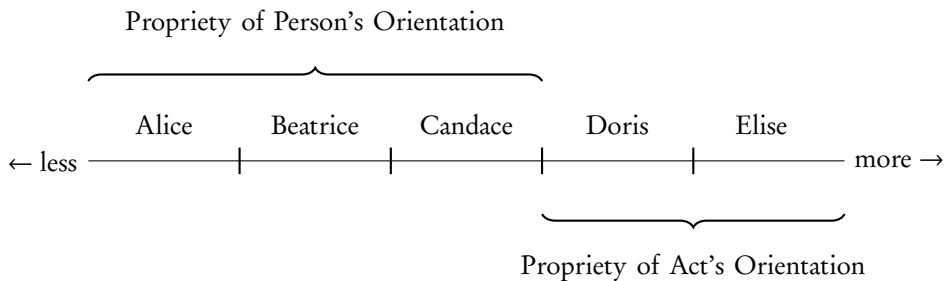 Propriety of Person's Orientation
Alice Beatrice Candace Doris Elise
← less more →
Propriety of Act's Orientation